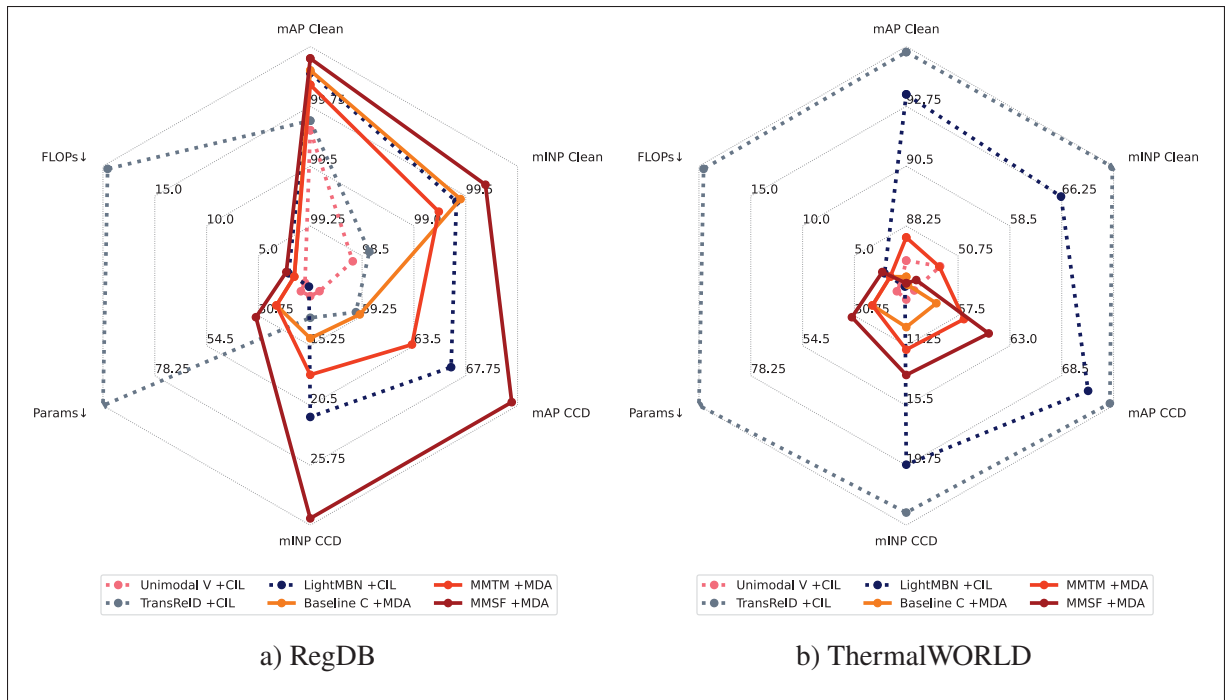 mAP Clean
99.75
99.5
99.25
mINP Clean
99.5
99.0
98.5
FLOPs↓
15.0
10.0
5.0
30.75
54.5
78.25
Params↓
59.25
63.5
67.75
mAP CCD
15.25
20.5
25.75
mINP CCD
Unimodal V +CIL
LightMBN +CIL
MMTM +MDA
TransReID +CIL
Baseline C +MDA
MMSF +MDA
a) RegDB
mAP Clean
92.75
90.5
88.25
mINP Clean
66.25
58.5
50.75
FLOPs↓
15.0
10.0
5.0
30.75
54.5
78.25
Params↓
57.5
63.0
68.5
mAP CCD
11.25
15.5
19.75
mINP CCD
Unimodal V +CIL
LightMBN +CIL
MMTM +MDA
TransReID +CIL
Baseline C +MDA
MMSF +MDA
b) ThermalWORLD